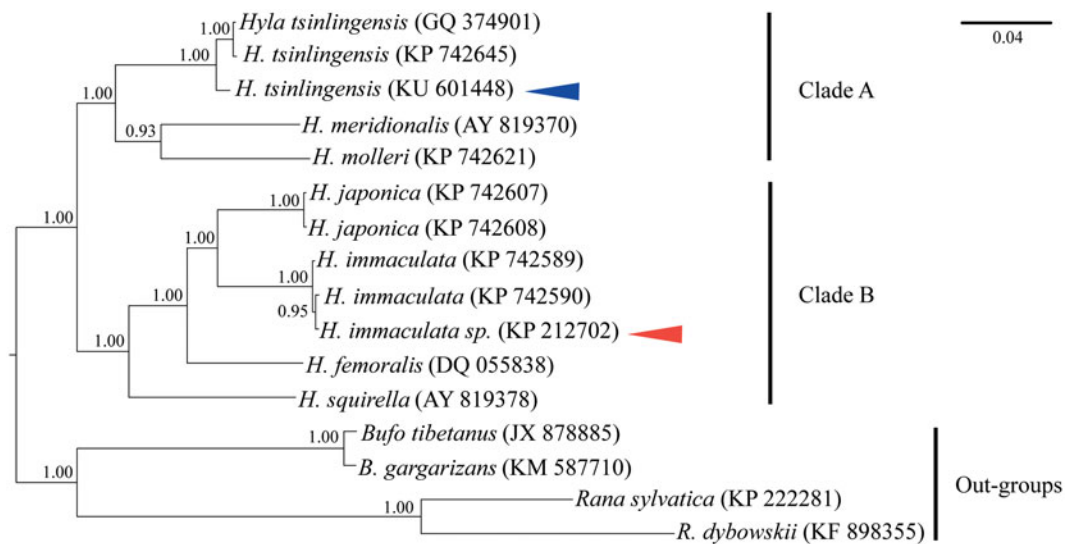 1.00
Hyla tsinlingensis (GQ 374901)
0.04
1.00
H. tsinlingensis (KP 742645)
H. tsinlingensis (KU 601448)
Clade A
1.00
0.93
H. meridionalis (AY 819370)
H. molleri (KP 742621)
1.00
H. japonica (KP 742607)
1.00
1.00
H. japonica (KP 742608)
H. immaculata (KP 742589)
1.00
H. immaculata (KP 742590)
Clade B
1.00
0.95
H. immaculata sp. (KP 212702)
1.00
H. femoralis (DQ 055838)
H. squirella (AY 819378)
1.00
Bufo tibetanus (JX 878885)
B. gargarizans (KM 587710)
1.00
Out-groups
Rana sylvatica (KP 222281)
1.00
R. dybowskii (KF 898355)